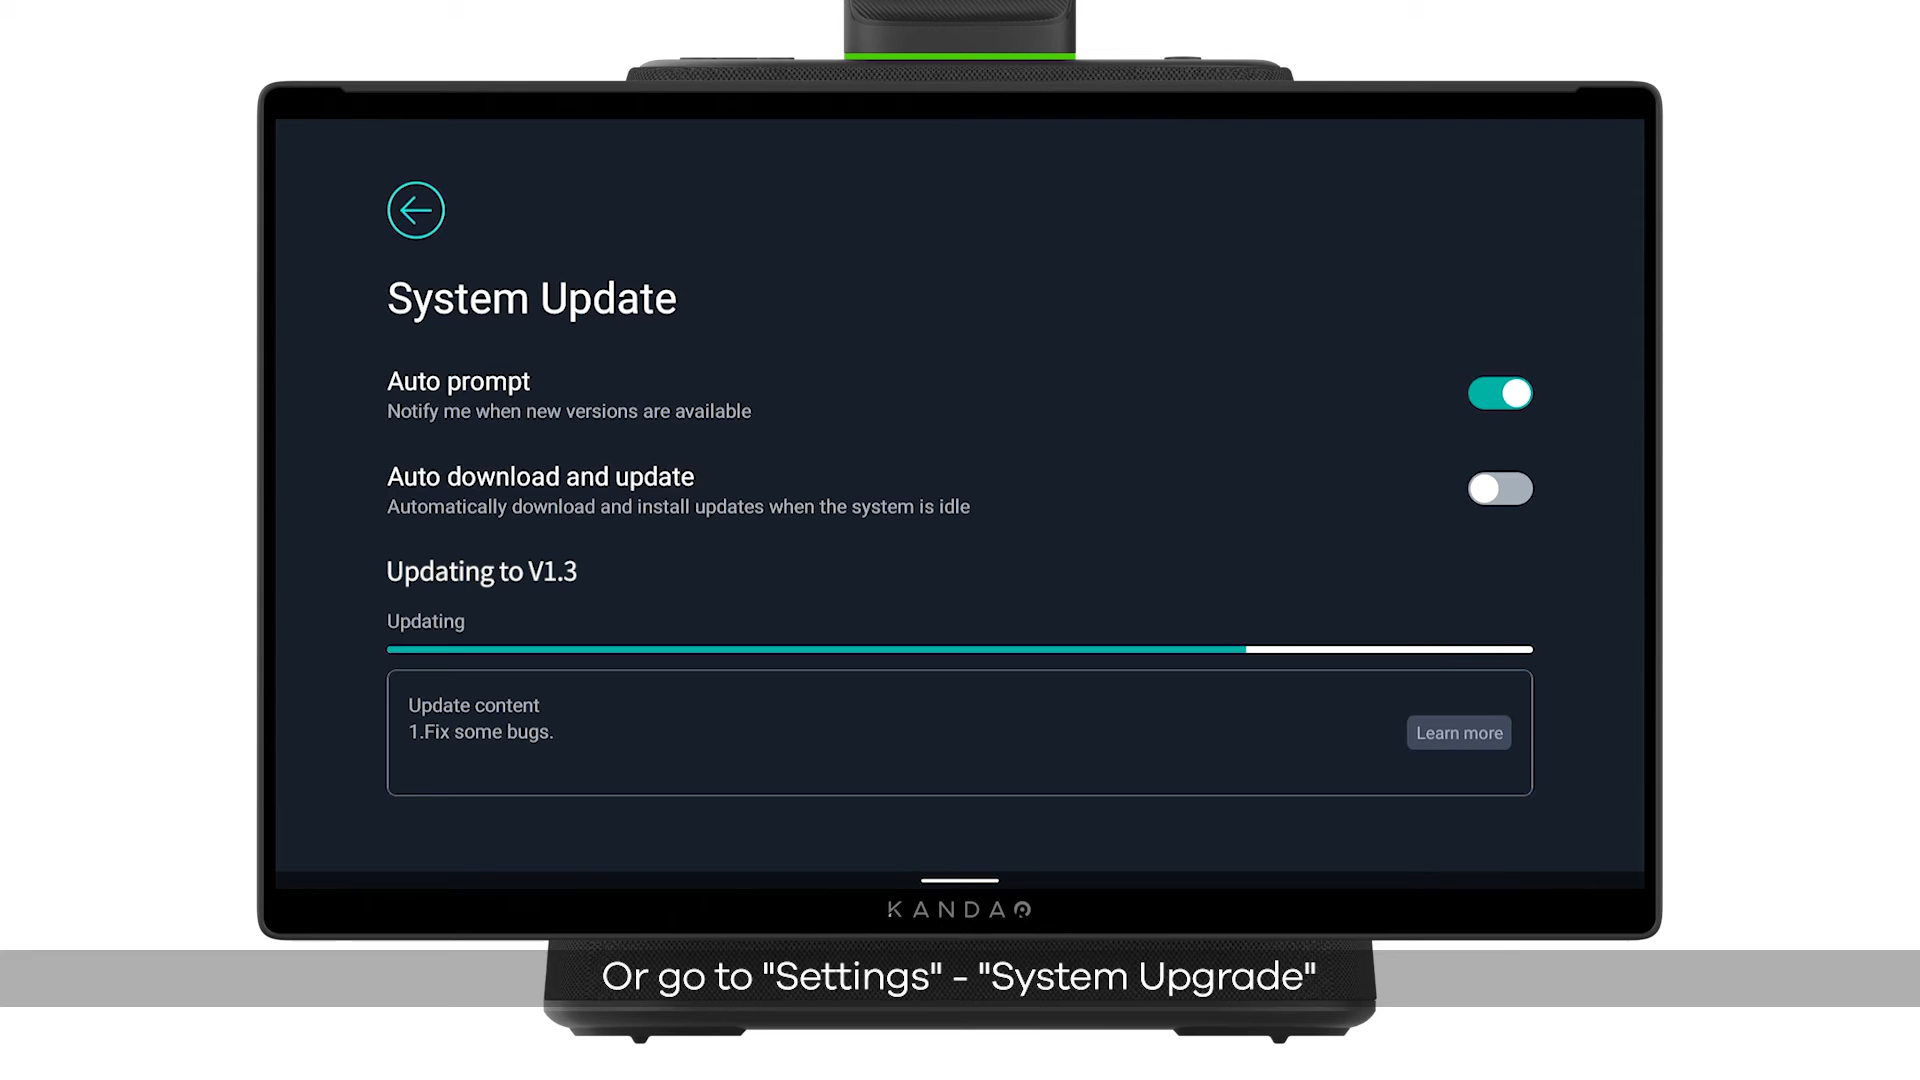 System Update
Auto prompt
Notify me when new versions are available
Auto download and update
Automatically download and install updates when the system is idle
Updating to V1.3
Updating
Update content
1.Fix some bugs.
Learn more
KANDAO
Or go to "Settings" - "System Upgrade"